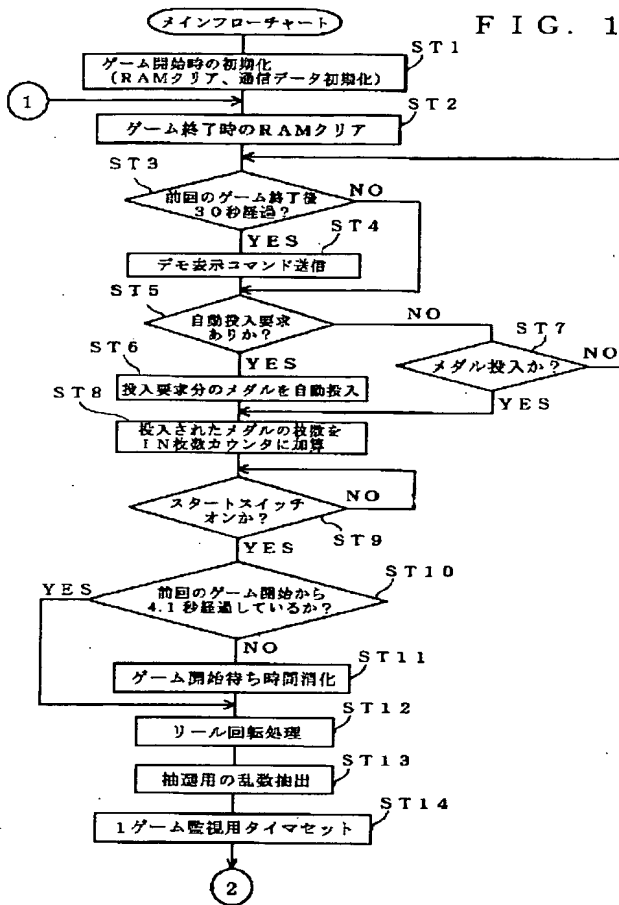 メインフローチャート
FIG. 1
ゲーム開始時の初期化
(RAMクリア、通信データ初期化)
ST1
1
ゲーム終了時のRAMクリア
ST2
ST3
前回のゲーム終了後
30秒経過?
NO
YES
ST4
デモ表示コマンド送信
ST5
自動投入要求
ありか?
NO
YES
ST7
メダル投入か?
NO
YES
ST6
投入要求分のメダルを自動投入
ST8
投入されたメダルの枚数を
IN枚数カウンタに加算
スタートスイッチ
オンか?
NO
ST9
YES
ST10
YES
前回のゲーム開始から
4.1秒経過しているか?
NO
ST11
ゲーム開始待ち時間消化
ST12
リール回転処理
ST13
抽選用の乱数抽出
ST14
1ゲーム監視用タイマセット
2